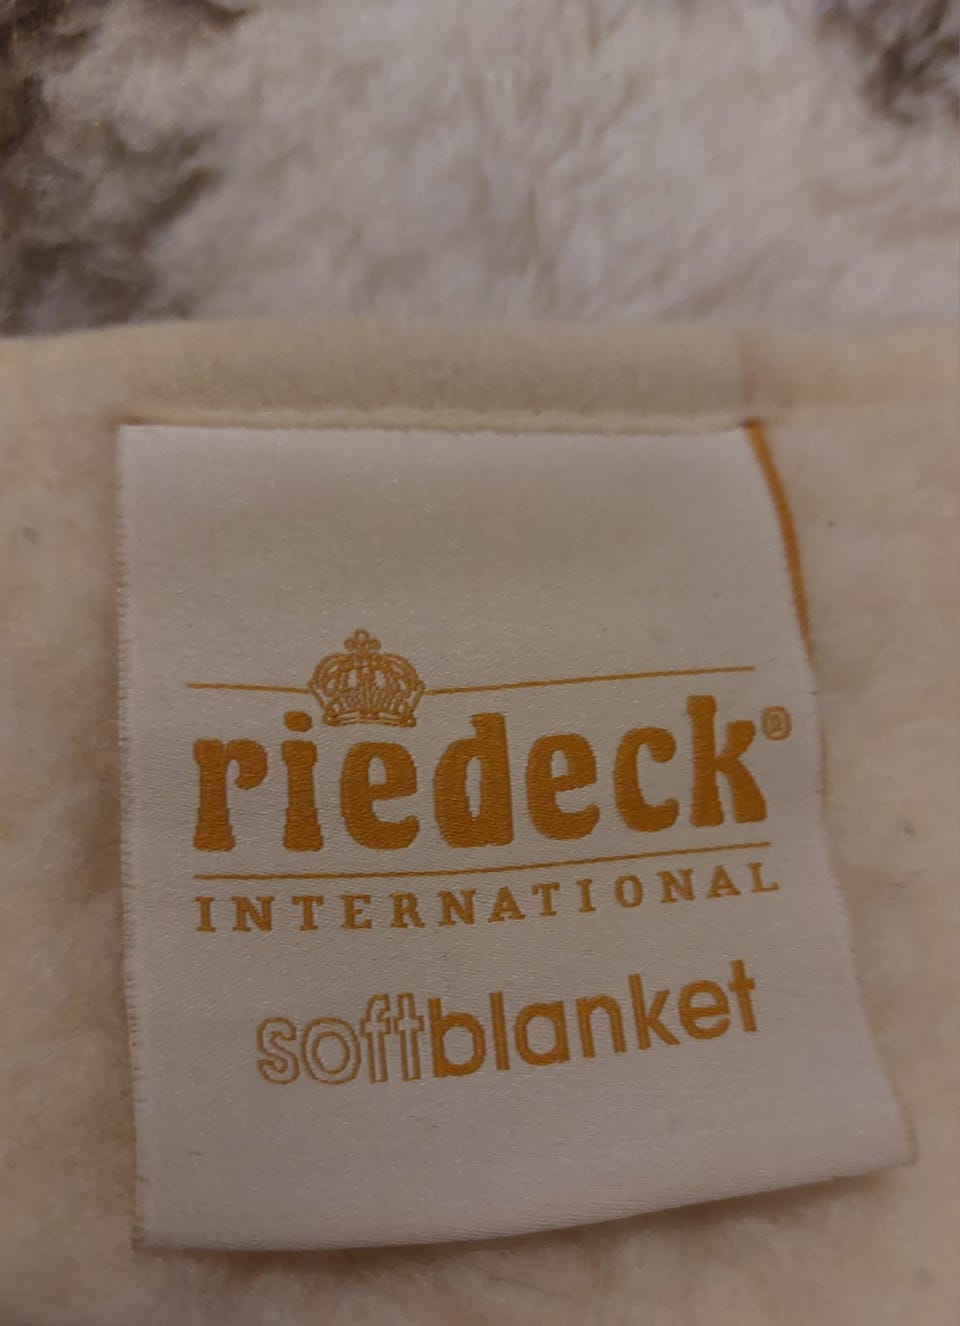 riedeck®
INTERNATIONAL
softblanket